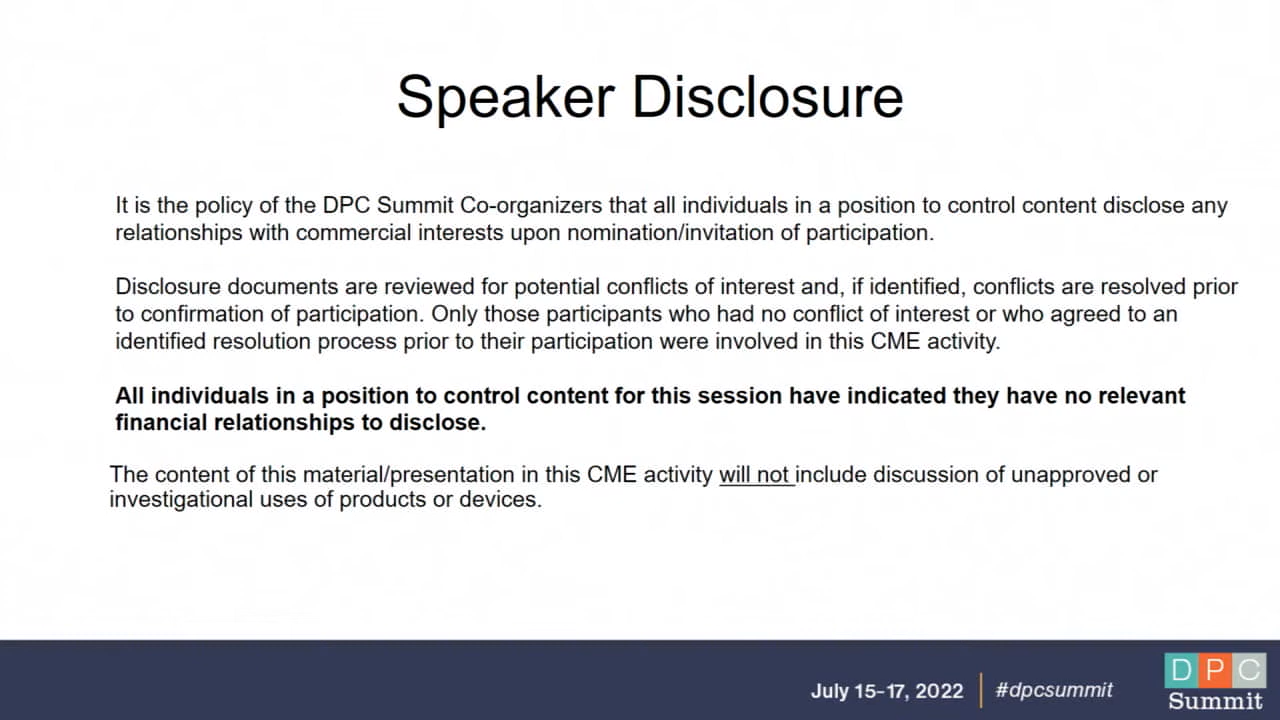 Speaker Disclosure
It is the policy of the DPC Summit Co-organizers that all individuals in a position to control content disclose any
relationships with commercial interests upon nomination/invitation of participation.
Disclosure documents are reviewed for potential conflicts of interest and, if identified, conflicts are resolved prior
to confirmation of participation. Only those participants who had no conflict of interest or who agreed to an
identified resolution process prior to their participation were involved in this CME activity.
All individuals in a position to control content for this session have indicated they have no relevant
financial relationships to disclose.
The content of this material/presentation in this CME activity will not include discussion of unapproved or
investigational uses of products or devices.
July 15-17, 2022 #dpcsummit
DPC
Summit